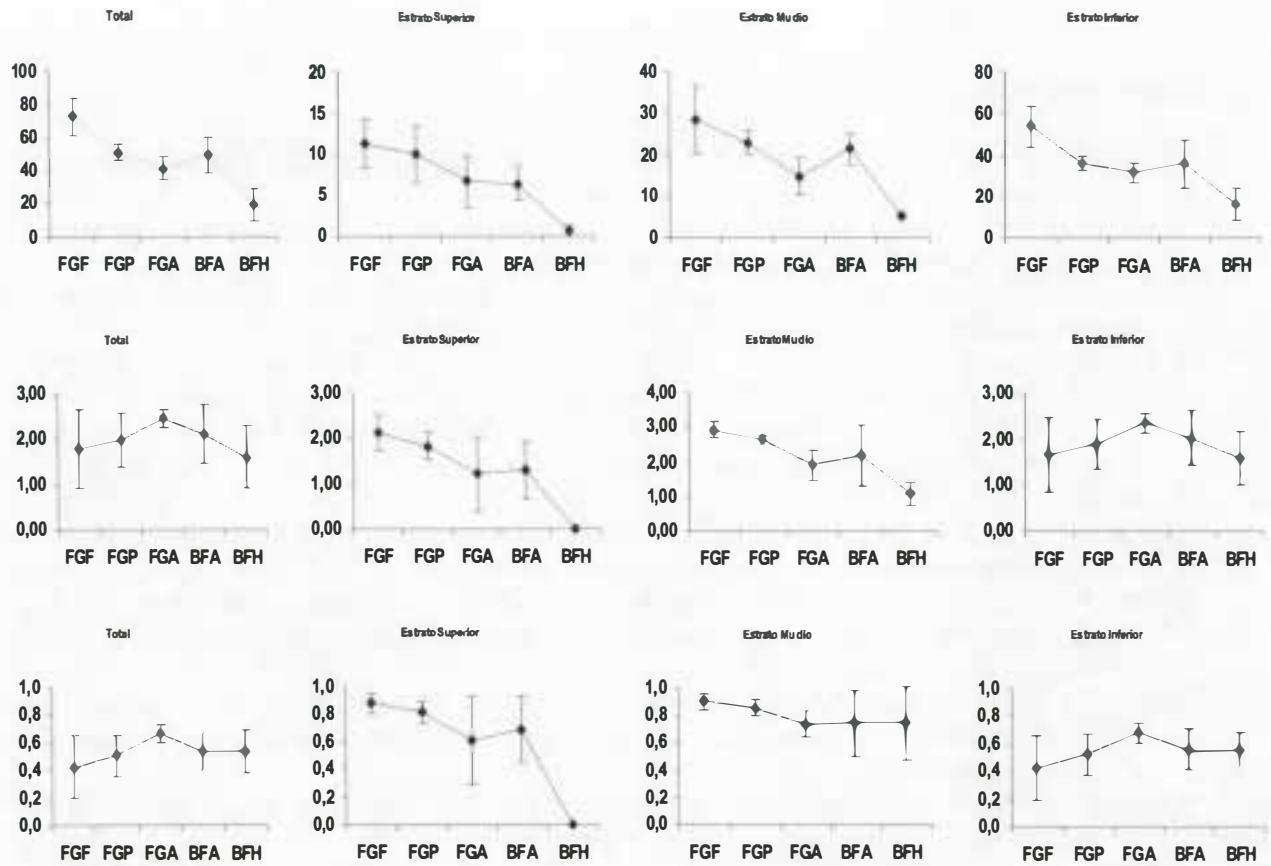 Total Estrato Superior Estrato Mudio Estrato Inferior
100 20 40 80
80 15 30 60
60 10 20 40
40 5 10 20
20 0 0 0
0
FGF FGP FGA BFA BFH FGF FGP FGA BFA BFH FGF FGP FGA BFA BFH FGF FGP FGA BFA BFH
Total Estrato Superior Estrato Mudio Estrato Inferior
3,00 3,00 4,00 3,00
2,00 2,00 3,00 2,00
1,00 1,00 2,00 1,00
0,00 0,00 1,00 0,00
0,00
FGF FGP FGA BFA BFH FGF FGP FGA BFA BFH FGF FGP FGA BFA BFH FGF FGP FGA BFA BFH
Total Estrato Superior Estrato Mudio Estrato Inferior
1,0 1,0 1,0 1,0
0,8 0,8 0,8 0,8
0,6 0,6 0,6 0,6
0,4 0,4 0,4 0,4
0,2 0,2 0,2 0,2
0,0 0,0 0,0 0,0
FGF FGP FGA BFA BFH FGF FGP FGA BFA BFH FGF FGP FGA BFA BFH FGF FGP FGA BFA BFH